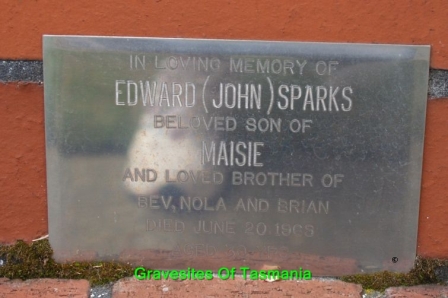 IN LOVING MEMORY OF
EDWARD (JOHN) SPARKS
BELOVED SON OF
MAISIE
AND LOVED BROTHER OF
BEV, NOLA AND BRIAN
DIED JUNE 20.
©
Gravesites Of Tasmania